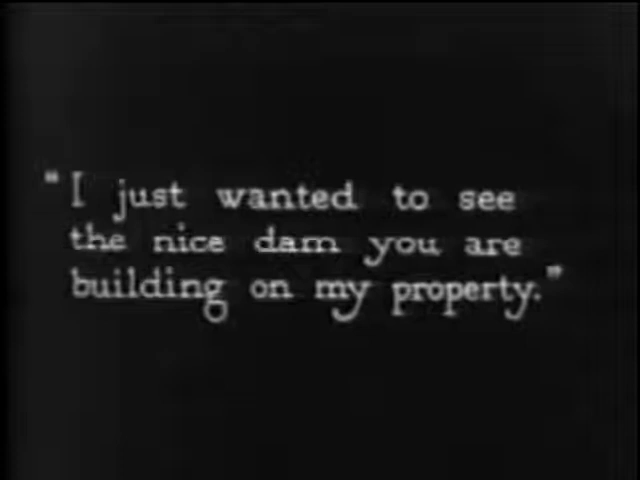 "I just wanted to see
the nice dam you are
building on my property."